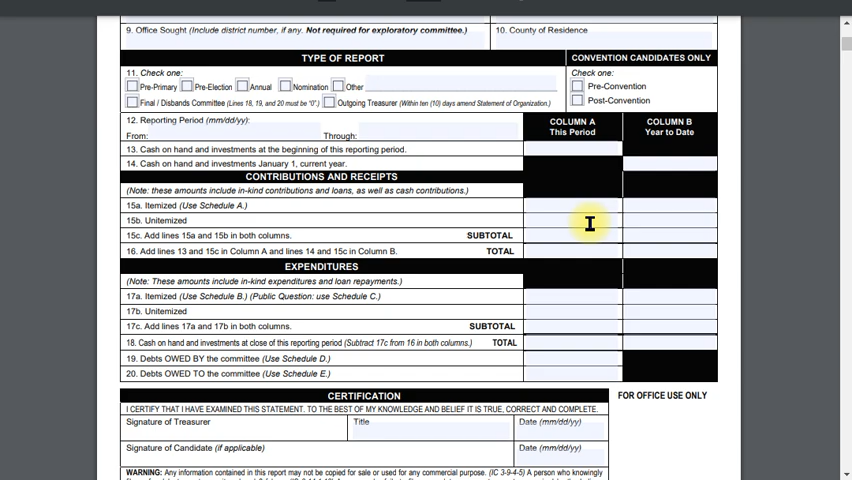 9. Office Sought (Include district number, if any. Not required for exploratory committee.)
10. County of Residence
TYPE OF REPORT
CONVENTION CANDIDATES ONLY
11. Check one:
Pre-Primary Pre-Election Annual Nomination Other
Final / Disbands Committee (Lines 18, 19, and 20 must be "0".) Outgoing Treasurer (Within ten (10) days amend Statement of Organization.)
Check one:
Pre-Convention
Post-Convention
12. Reporting Period (mm/dd/yy):
From: Through:
COLUMN A
This Period
COLUMN B
Year to Date
13. Cash on hand and investments at the beginning of this reporting period.
14. Cash on hand and investments January 1, current year.
CONTRIBUTIONS AND RECEIPTS
(Note: these amounts include in-kind contributions and loans, as well as cash contributions.)
15a. Itemized (Use Schedule A.)
15b. Unitemized
15c. Add lines 15a and 15b in both columns. SUBTOTAL
16. Add lines 13 and 15c in Column A and lines 14 and 15c in Column B. TOTAL
EXPENDITURES
(Note: These amounts include in-kind expenditures and loan repayments.)
17a. Itemized (Use Schedule B.) (Public Question: use Schedule C.)
17b. Unitemized
17c. Add lines 17a and 17b in both columns. SUBTOTAL
18. Cash on hand and investments at close of this reporting period (Subtract 17c from 16 in both columns.) TOTAL
19. Debts OWED BY the committee (Use Schedule D.)
20. Debts OWED TO the committee (Use Schedule E.)
CERTIFICATION
FOR OFFICE USE ONLY
I CERTIFY THAT I HAVE EXAMINED THIS STATEMENT. TO THE BEST OF MY KNOWLEDGE AND BELIEF IT IS TRUE, CORRECT AND COMPLETE.
Signature of Treasurer Title Date (mm/dd/yy)
Signature of Candidate (if applicable) Date (mm/dd/yy)
WARNING: Any information contained in this report may not be copied for sale or used for any commercial purpose. (IC 3-9-4-5) A person who knowingly